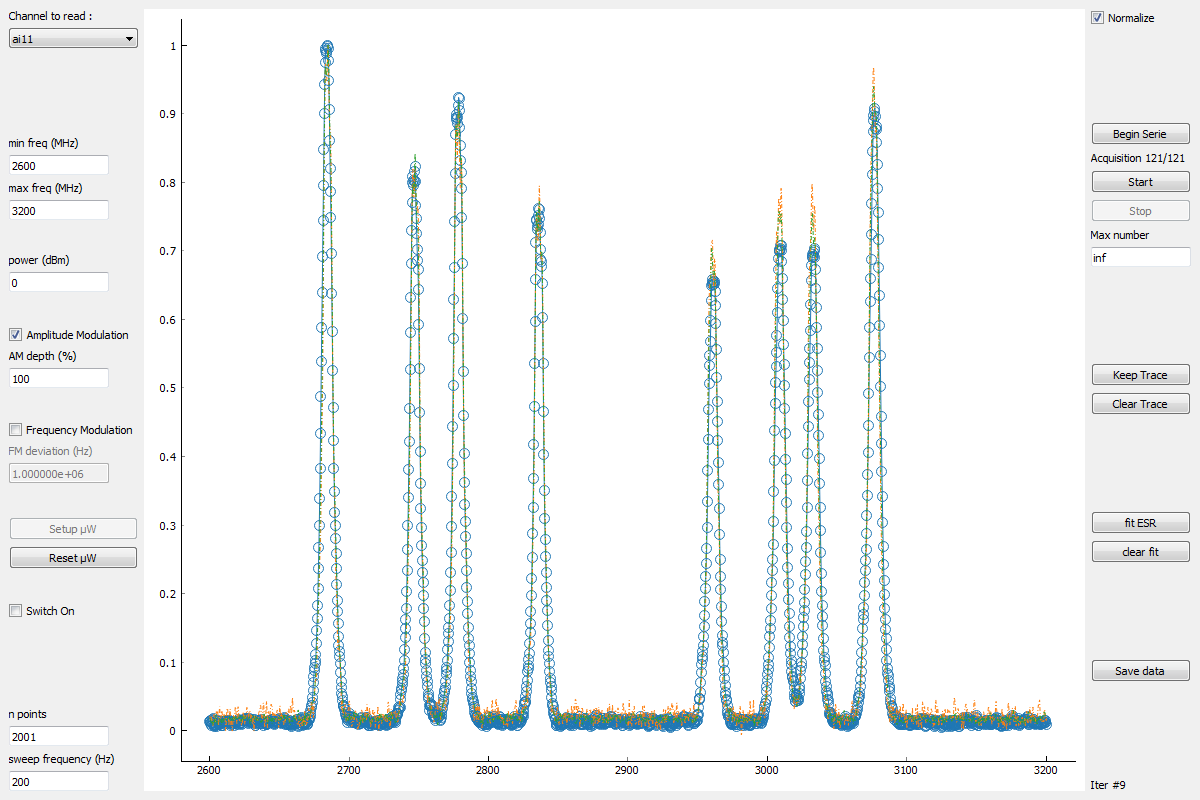 Channel to read :
ai11
min freq (MHz)
2600
max freq (MHz)
3200
power (dBm)
0
Amplitude Modulation
AM depth (%)
100
Frequency Modulation
FM deviation (Hz)
1.000000e+06
Setup µW
Reset µW
Switch On
n points
2001
sweep frequency (Hz)
200
1
0.9
0.8
0.7
0.6
0.5
0.4
0.3
0.2
0.1
0
2600 2700 2800 2900 3000 3100 3200
Normalize
Begin Serie
Acquisition 121/121
Start
Stop
Max number
inf
Keep Trace
Clear Trace
fit ESR
clear fit
Save data
Iter #9